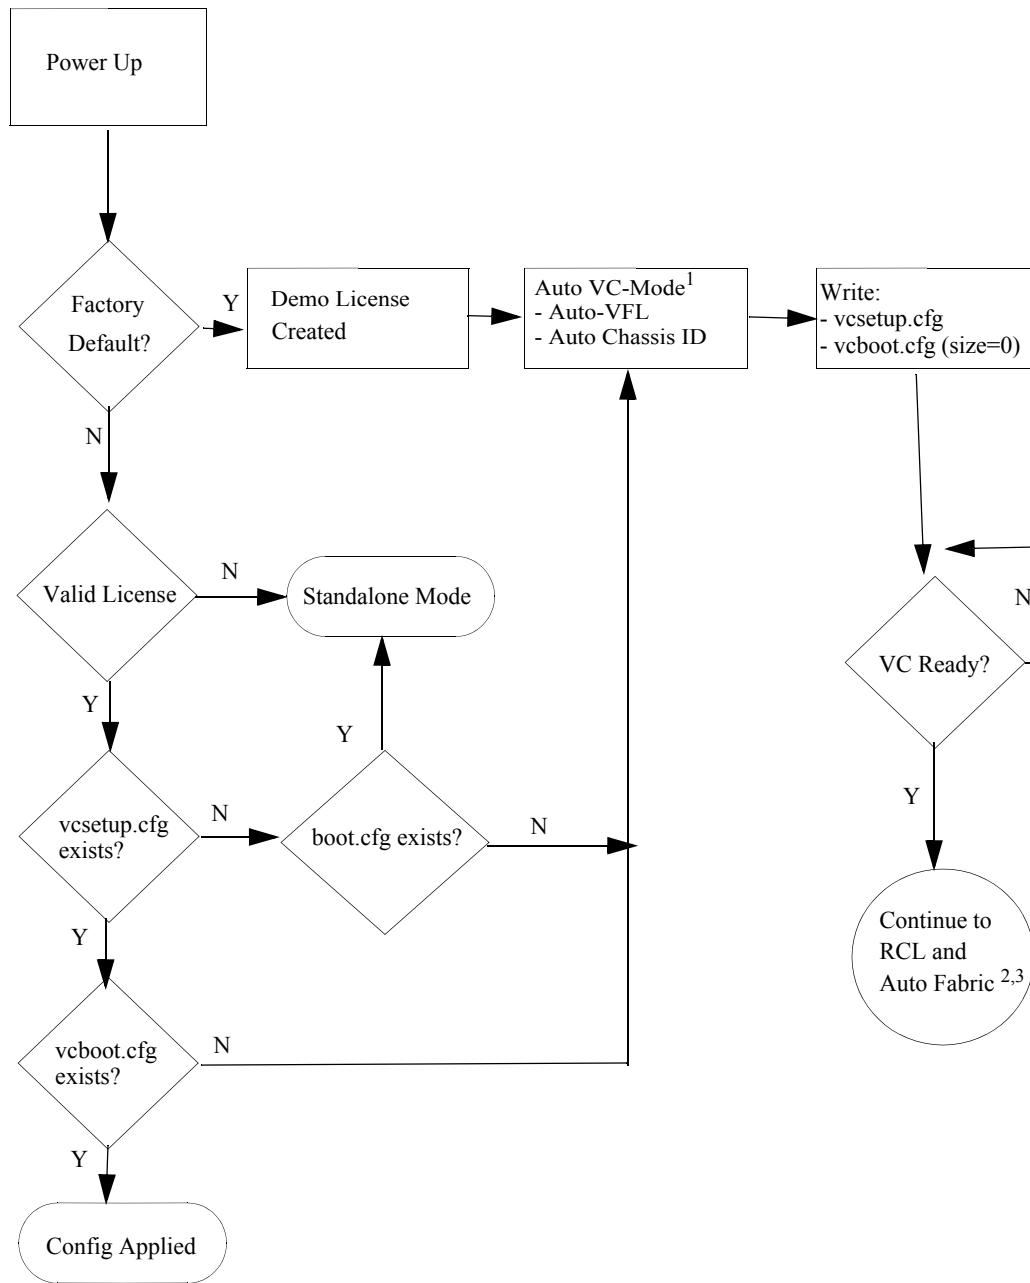 Power Up
Factory
Default?
Y
Demo License
Created
Auto VC-Mode1
- Auto-VFL
- Auto Chassis ID
Write:
- vcsetup.cfg
- vcboot.cfg (size=0)
N
Valid License
N
Standalone Mode
N
VC Ready?
Y
Y
Y
vcsetup.cfg
exists?
N
boot.cfg exists?
N
Continue to
RCL and
Auto Fabric 2,3
Y
vcboot.cfg
exists?
N
Y
Config Applied